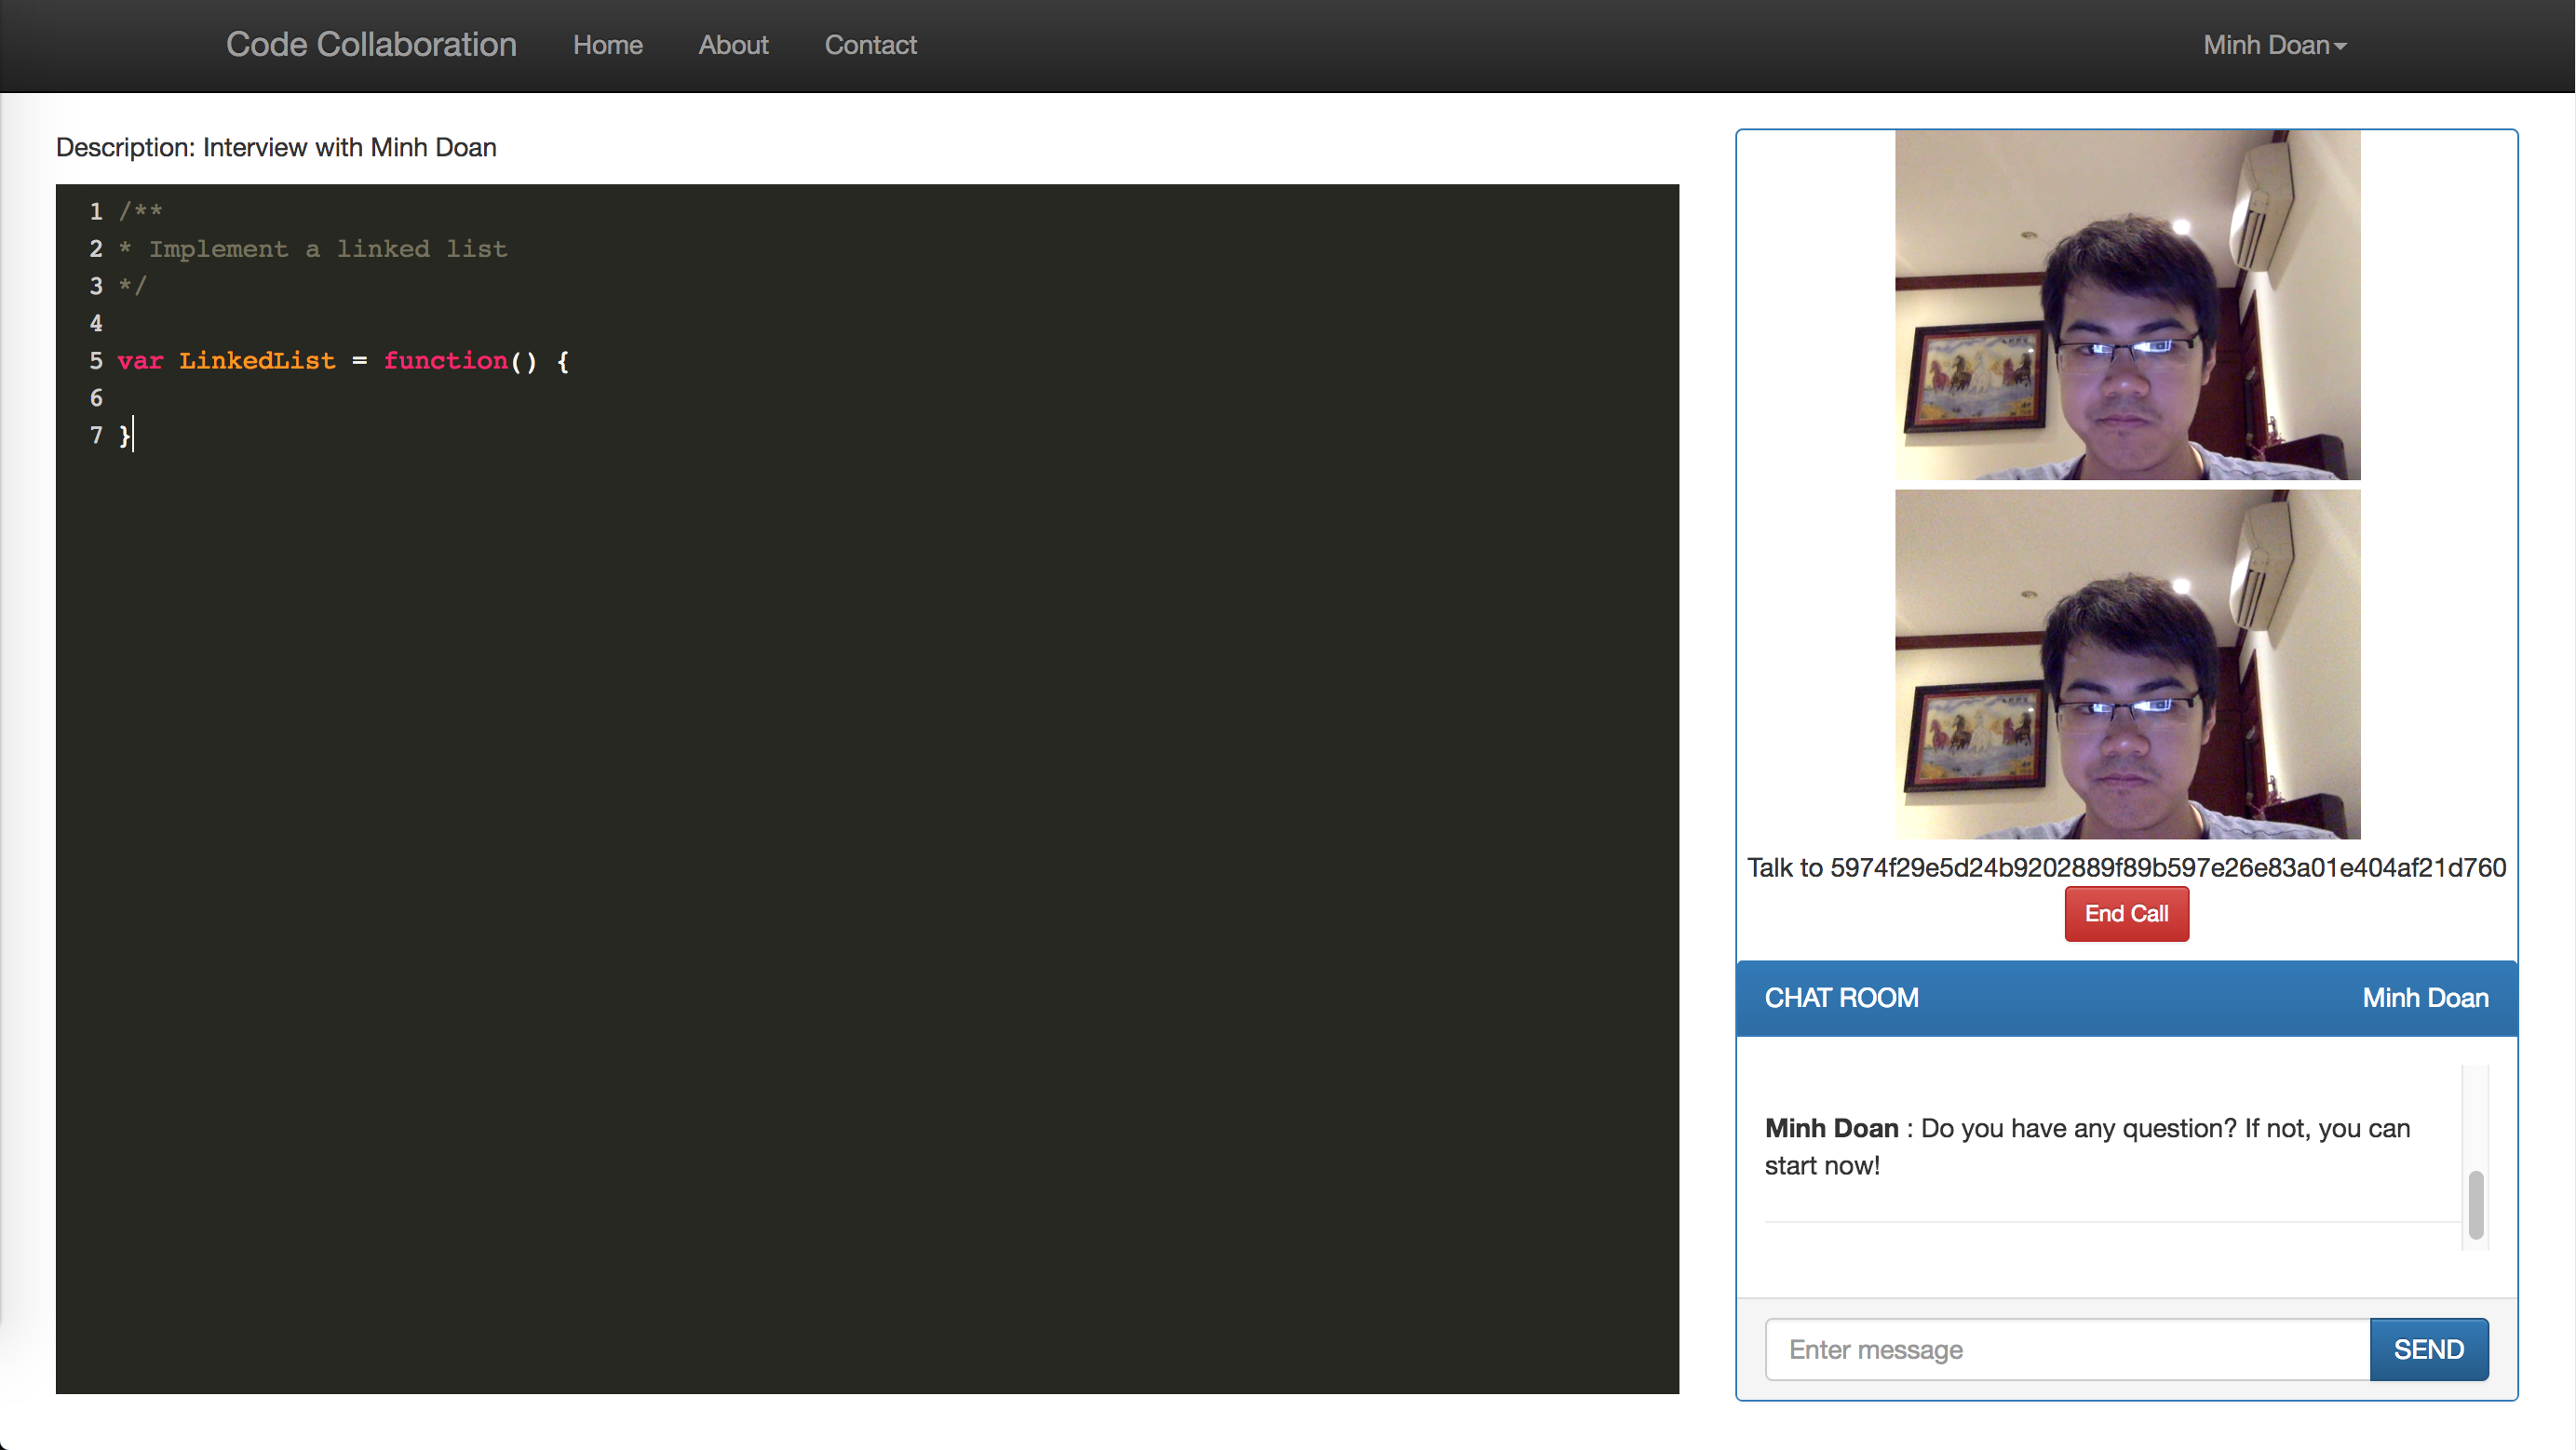 Code Collaboration Home About Contact Minh Doan
Description: Interview with Minh Doan
1 /**
2 * Implement a linked list
3 */
4
5 var LinkedList = function() {
6
7 }
Talk to 5974f29e5d24b9202889f89b597e26e83a01e404af21d760
End Call
CHAT ROOM Minh Doan
Minh Doan : Do you have any question? If not, you can
start now!
Enter message SEND